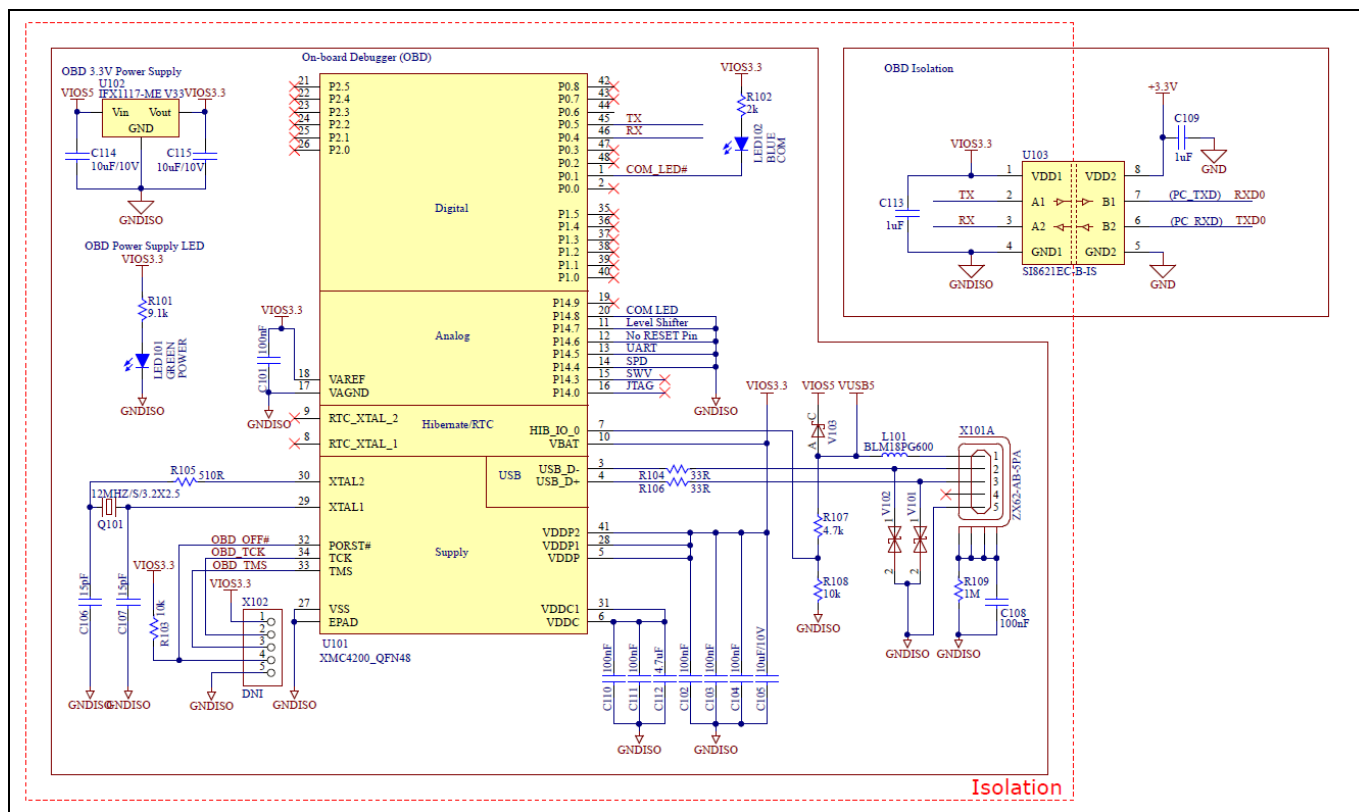 On-board Debugger (OBD)
OBD 3.3V Power Supply
U102
VIOS5
IFX1117-ME V33
VIOS3.3
Vin
Vout
GND
C114
10uF/10V
C115
10uF/10V
GNDISO
OBD Power Supply LED
VIOS3.3
R101
9.1k
LED101
GREEN
POWER
GNDISO
21
P2.5
22
P2.4
23
P2.3
24
P2.2
25
P2.1
26
P2.0
Digital
P0.8
42
P0.7
43
P0.6
44
P0.5
45
TX
P0.4
46
RX
P0.3
47
P0.2
48
P0.1
1
COM_LED#
P0.0
2
P1.5
35
P1.4
36
P1.3
37
P1.2
38
P1.1
39
P1.0
40
VIOS3.3
R102
2k
LED102
BLUE
COM
Analog
P14.9
19
P14.8
20
COM LED
P14.7
11
Level Shifter
P14.6
12
No RESET Pin
P14.5
13
UART
P14.4
14
SPD
P14.3
15
SWV
P14.0
16
JTAG
GNDISO
VIOS3.3
100nF
C101
GNDISO
18
VAREF
17
VAGND
9
RTC_XTAL_2
8
RTC_XTAL_1
Hibernate/RTC
HIB_IO_0
7
VBAT
10
USB
USB_D-
3
USB_D+
4
R104
33R
R106
33R
R105
510R
30
XTAL2
29
XTAL1
12MHZ/S/3.2X2.5
Q101
15pF
C106
15pF
C107
GNDISO
GNDISO
OBD_OFF#
32
PORST#
OBD_TCK
34
TCK
OBD_TMS
33
TMS
VIOS3.3
10k
R103
VIOS3.3
X102
1
2
3
4
5
DNI
GNDISO
27
VSS
EPAD
GNDISO
Supply
VDDP2
41
VDDP1
28
VDDP
5
VDDC1
31
VDDC
6
U101
XMC4200_QFN48
100nF
C110
100nF
C111
4.7uF
C112
100nF
C102
100nF
C103
100nF
C104
10uF/10V
C105
GNDISO
GNDISO
VIOS3.3
VIOS5
VUSB5
C
A
V103
R107
4.7k
R108
10k
GNDISO
L101
BLM18PG600
X101A
1
2
3
4
5
ZX62-AB-5PA
V102
1
2
V101
1
2
GNDISO
R109
1M
C108
100nF
GNDISO
OBD Isolation
+3.3V
C109
1uF
GND
VIOS3.3
U103
C113
1uF
1
VDD1
VDD2
8
TX
2
A1
B1
7
(PC_TXD)
RXD0
RX
3
A2
B2
6
(PC_RXD)
TXD0
4
GND1
GND2
5
SI8621EC-B-IS
GNDISO
GND
Isolation